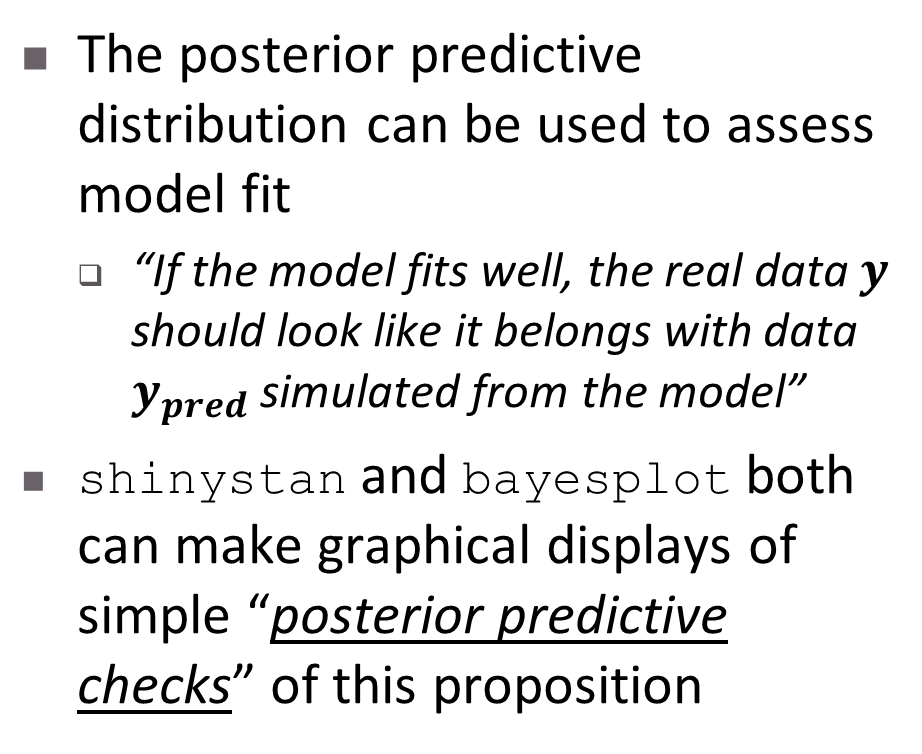 The posterior predictive
distribution can be used to assess
model fit
“If the model fits well, the real data y
should look like it belongs with data
y_pred simulated from the model”
shinystan and bayesplot both
can make graphical displays of
simple “posterior predictive
checks” of this proposition